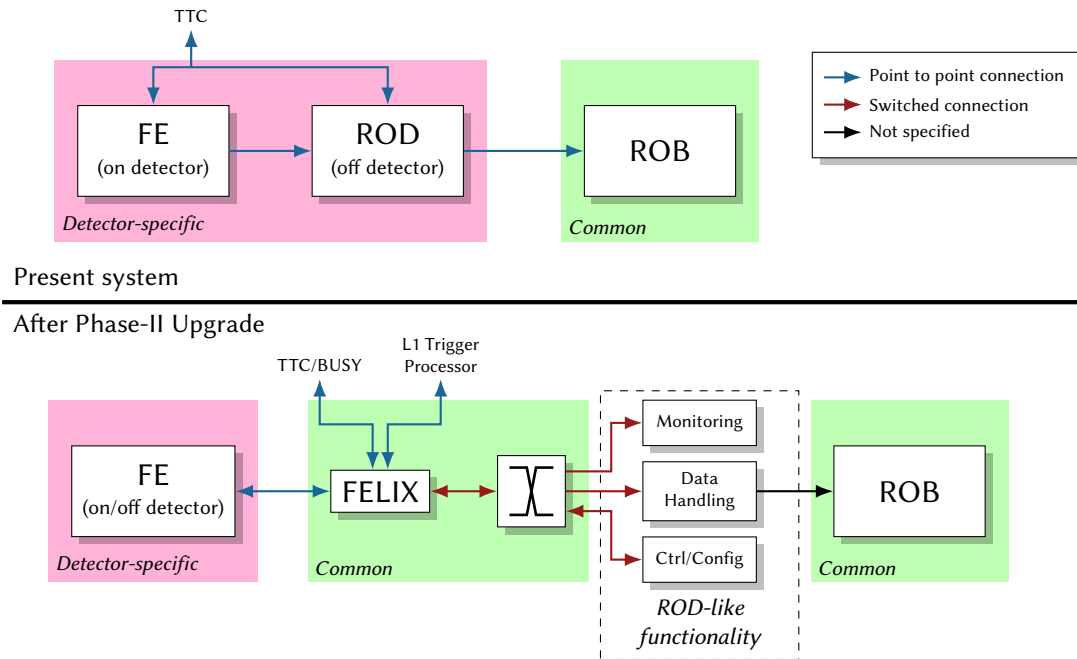 TTC
FE
(on detector)
ROD
(off detector)
ROB
Detector-specific
Common
Point to point connection
Switched connection
Not specified
Present system
After Phase-II Upgrade
TTC/BUSY
L1 Trigger
Processor
FE
(on/off detector)
FELIX
Monitoring
Data
Handling
Ctrl/Config
ROB
Detector-specific
Common
ROD-like
functionality
Common